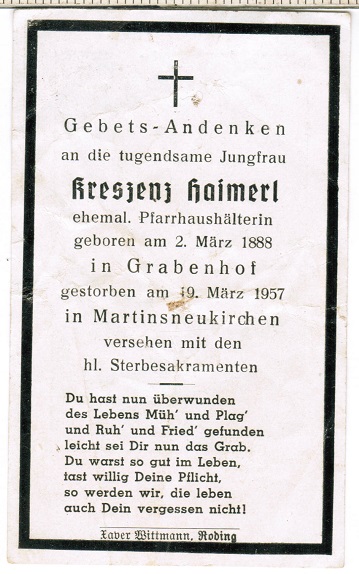 Gebets-Andenken
an die tugendsame Jungfrau
Kreszenz Haimerl
ehemal. Pfarrhaushälterin
geboren am 2. März 1888
in Grabenhof
gestorben am 19. März 1957
in Martinsneukirchen
versehen mit den
hl. Sterbesakramenten
Du hast nun überwunden
des Lebens Müh' und Plag'
und Ruh' und Fried' gefunden
leicht sei Dir nun das Grab.
Du warst so gut im Leben,
tast willig Deine Pflicht,
so werden wir, die leben
auch Dein vergessen nicht!
Xaver Wittmann, Roding